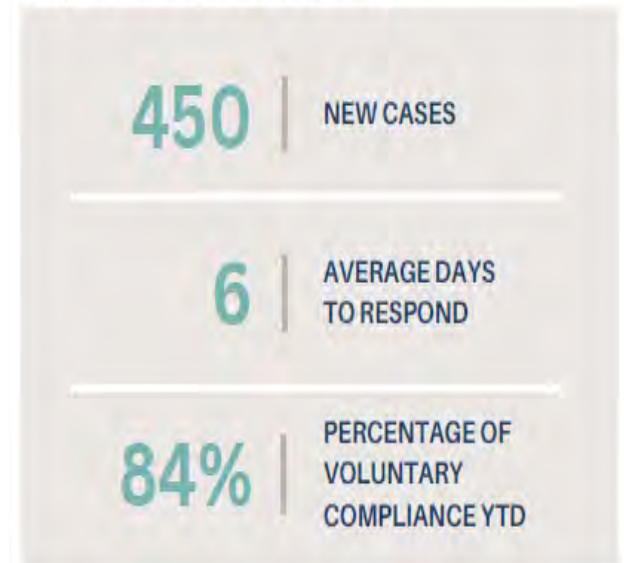 450
NEW CASES
6
AVERAGE DAYS
TO RESPOND
84%
PERCENTAGE OF
VOLUNTARY
COMPLIANCE YTD